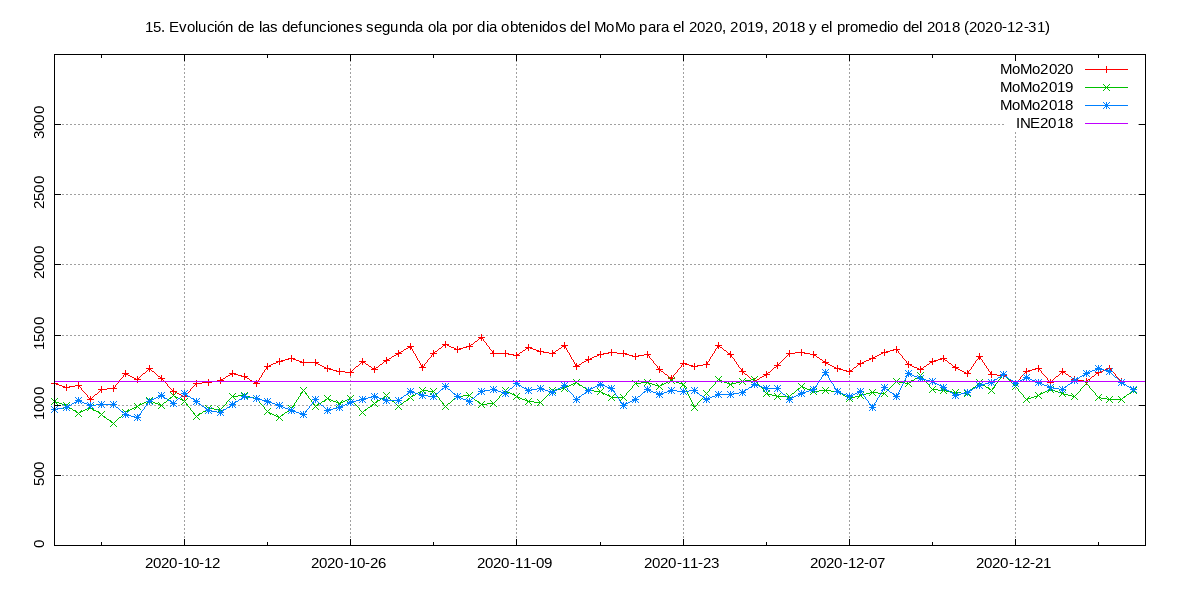 15. Evolución de las defunciones segunda ola por dia obtenidos del MoMo para el 2020, 2019, 2018 y el promedio del 2018 (2020-12-31)
MoMo2020
MoMo2019
MoMo2018
INE2018
3000
2500
2000
1500
1000
500
0
2020-10-12 2020-10-26 2020-11-09 2020-11-23 2020-12-07 2020-12-21